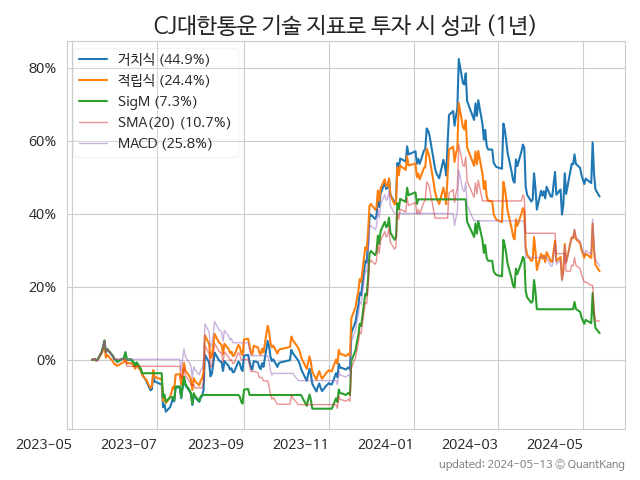 CJ대한통운 기술 지표로 투자 시 성과 (1년)
거치식 (44.9%)
적립식 (24.4%)
SigM (7.3%)
SMA(20) (10.7%)
MACD (25.8%)
80%
60%
40%
20%
0%
2023-05 2023-07 2023-09 2023-11 2024-01 2024-03 2024-05
updated: 2024-05-13 © QuantKang